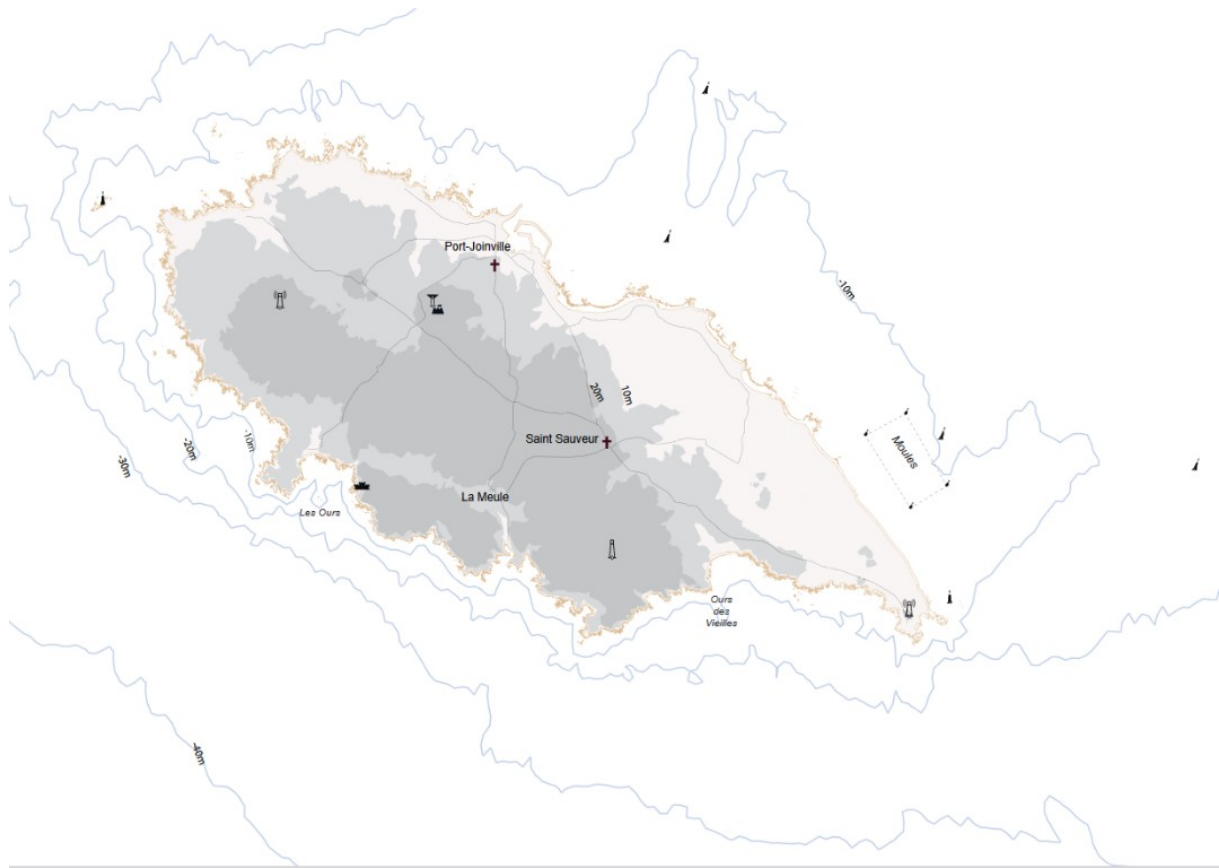 Port-Joinville
-10m
20m
10m
Saint Sauveur
-10m
-20m
-30m
Moules
La Meule
Les Ours
Ours
des
Vieilles
-40m